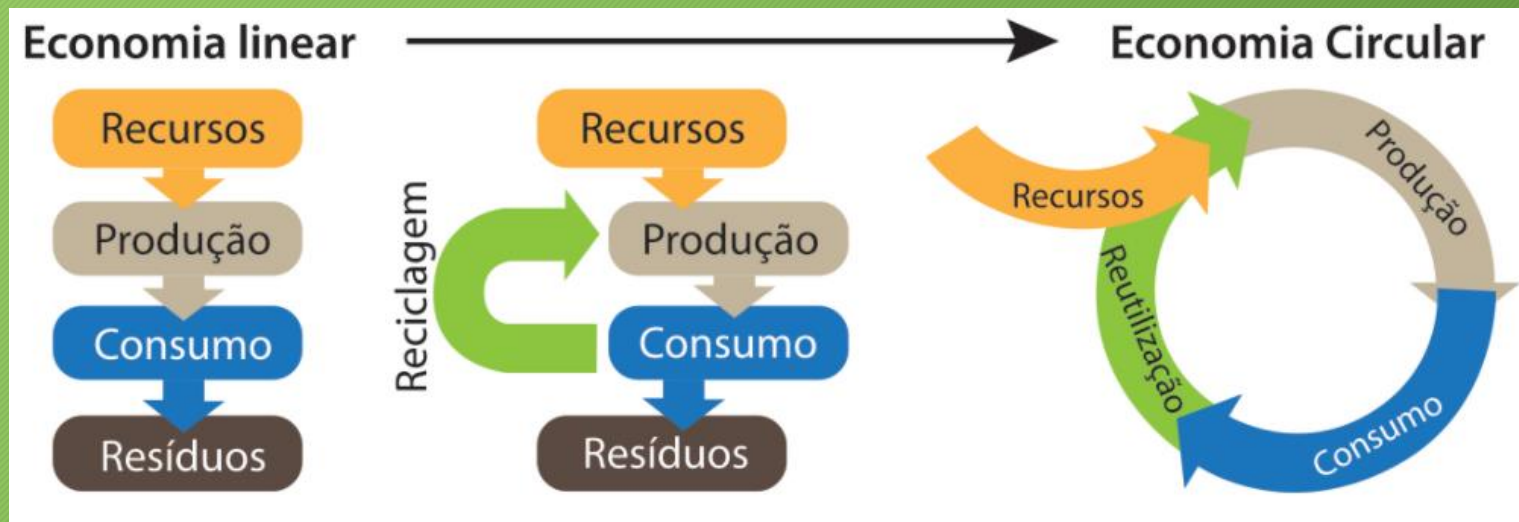 Economia linear
Economia Circular
Recursos
Produção
Consumo
Resíduos
Reciclagem
Recursos
Produção
Consumo
Resíduos
Recursos
Produção
Consumo
Reutilização